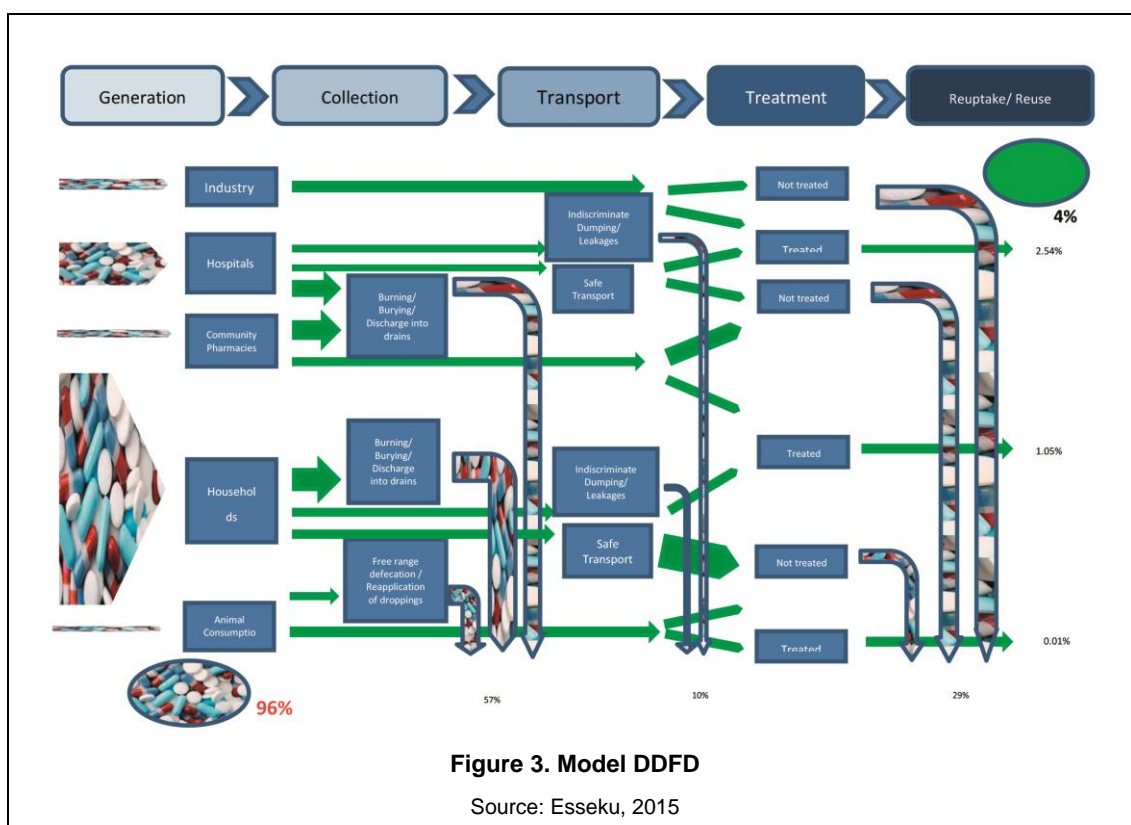 Generation
Collection
Transport
Treatment
Reuptake/ Reuse
Industry
Hospitals
Community
Pharmacies
Househol
ds
Animal
Consumptio
Burning/
Burying/
Discharge into
drains
Burning/
Burying/
Discharge
into drains
Free range
defecation /
Reapplication
of droppings
Indiscriminate
Dumping/
Leakages
Safe
Transport
Indiscriminate
Dumping/
Leakages
Safe
Transport
Not treated
Treated
Not treated
Treated
Not treated
Treated
4%
2.54%
1.05%
0.01%
96%
57%
10%
29%
Figure 3. Model DDFD
Source: Esseku, 2015